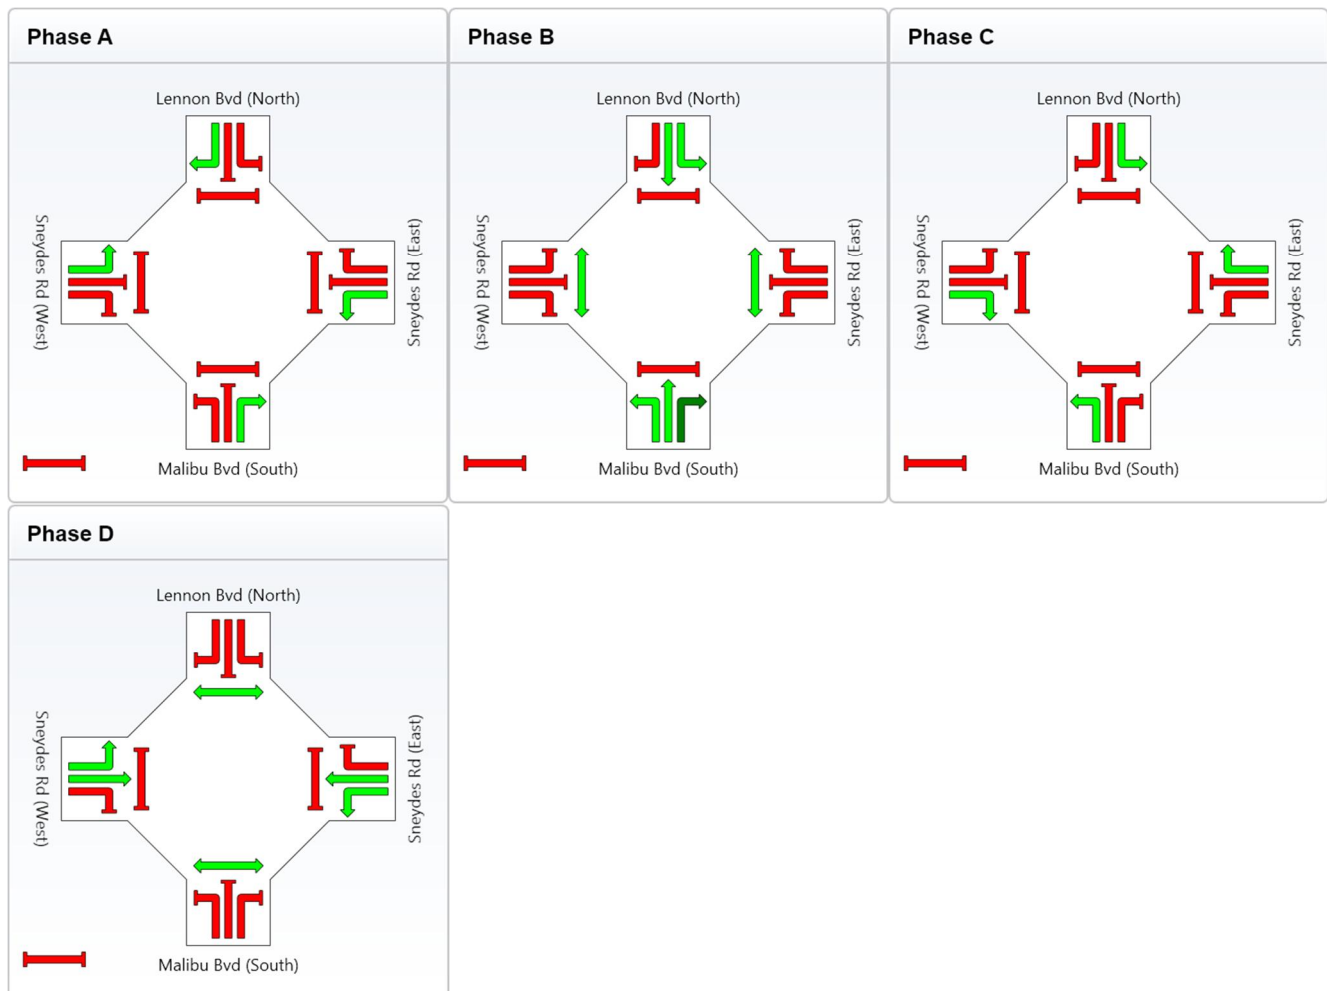 Phase A
Lennon Bvd (North)
Sneydes Rd (West)
Sneydes Rd (East)
Malibu Bvd (South)
Phase B
Lennon Bvd (North)
Sneydes Rd (West)
Sneydes Rd (East)
Malibu Bvd (South)
Phase C
Lennon Bvd (North)
Sneydes Rd (West)
Sneydes Rd (East)
Malibu Bvd (South)
Phase D
Lennon Bvd (North)
Sneydes Rd (West)
Sneydes Rd (East)
Malibu Bvd (South)